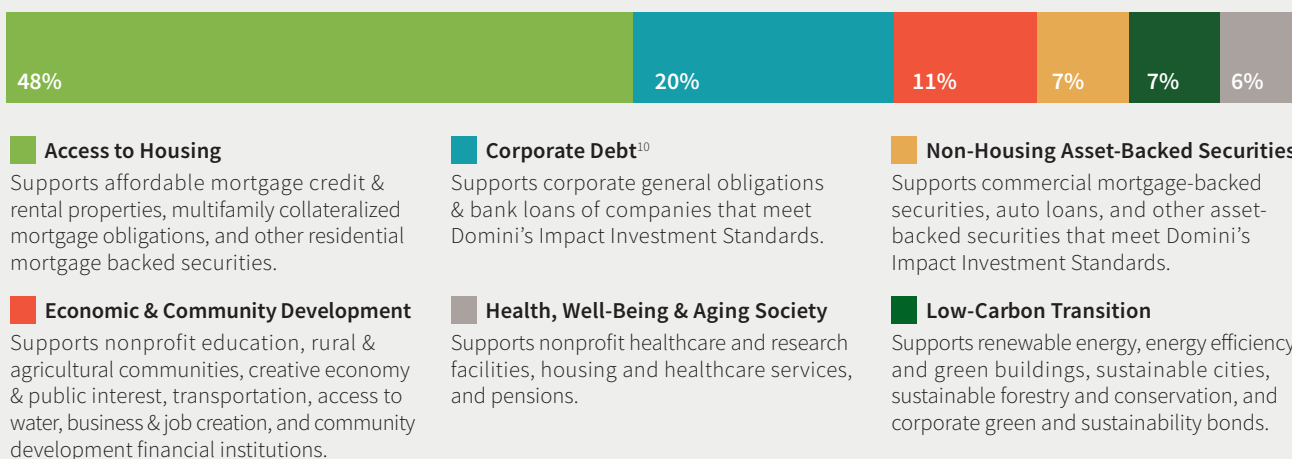 48%
20%
11%
7%
7%
6%
Access to Housing
Supports affordable mortgage credit &
rental properties, multifamily collateralized
mortgage obligations, and other residential
mortgage backed securities.
Corporate Debt10
Supports corporate general obligations
& bank loans of companies that meet
Domini’s Impact Investment Standards.
Non-Housing Asset-Backed Securities
Supports commercial mortgage-backed
securities, auto loans, and other asset-
backed securities that meet Domini’s
Impact Investment Standards.
Economic & Community Development
Supports nonprofit education, rural &
agricultural communities, creative economy
& public interest, transportation, access to
water, business & job creation, and community
development financial institutions.
Health, Well-Being & Aging Society
Supports nonprofit healthcare and research
facilities, housing and healthcare services,
and pensions.
Low-Carbon Transition
Supports renewable energy, energy efficiency
and green buildings, sustainable cities,
sustainable forestry and conservation, and
corporate green and sustainability bonds.